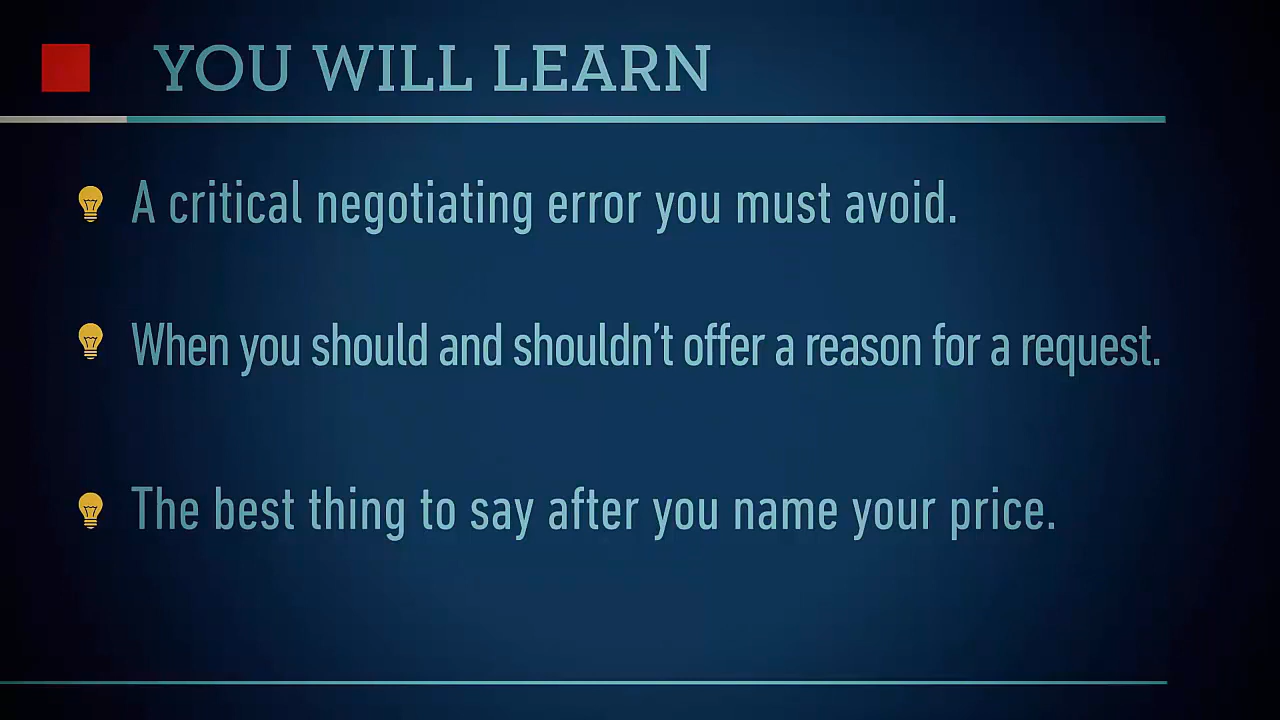 YOU WILL LEARN
A critical negotiating error you must avoid.
When you should and shouldn't offer a reason for a request.
The best thing to say after you name your price.